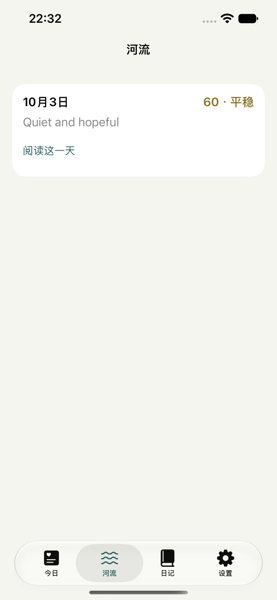 22:32
河流
10月3日
60 · 平稳
Quiet and hopeful
阅读这一天
今日
河流
日记
设置